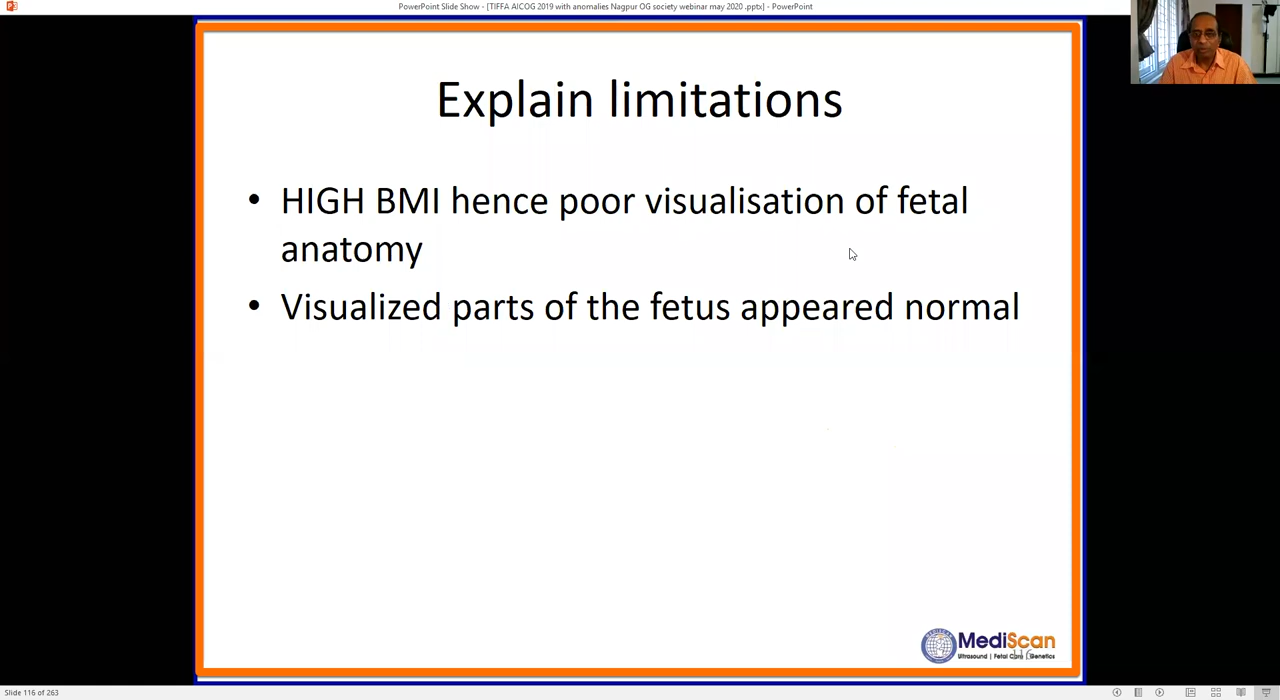 PowerPoint Slide Show - [TIFFA AICOG 2019 with anomalies Nagpur OG society webinar may 2020 .pptx] - PowerPoint
Explain limitations
• HIGH BMI hence poor visualisation of fetal
anatomy
• Visualized parts of the fetus appeared normal
MediScan
Ultrasound | Fetal Care | Genetics
116
Slide 116 of 263